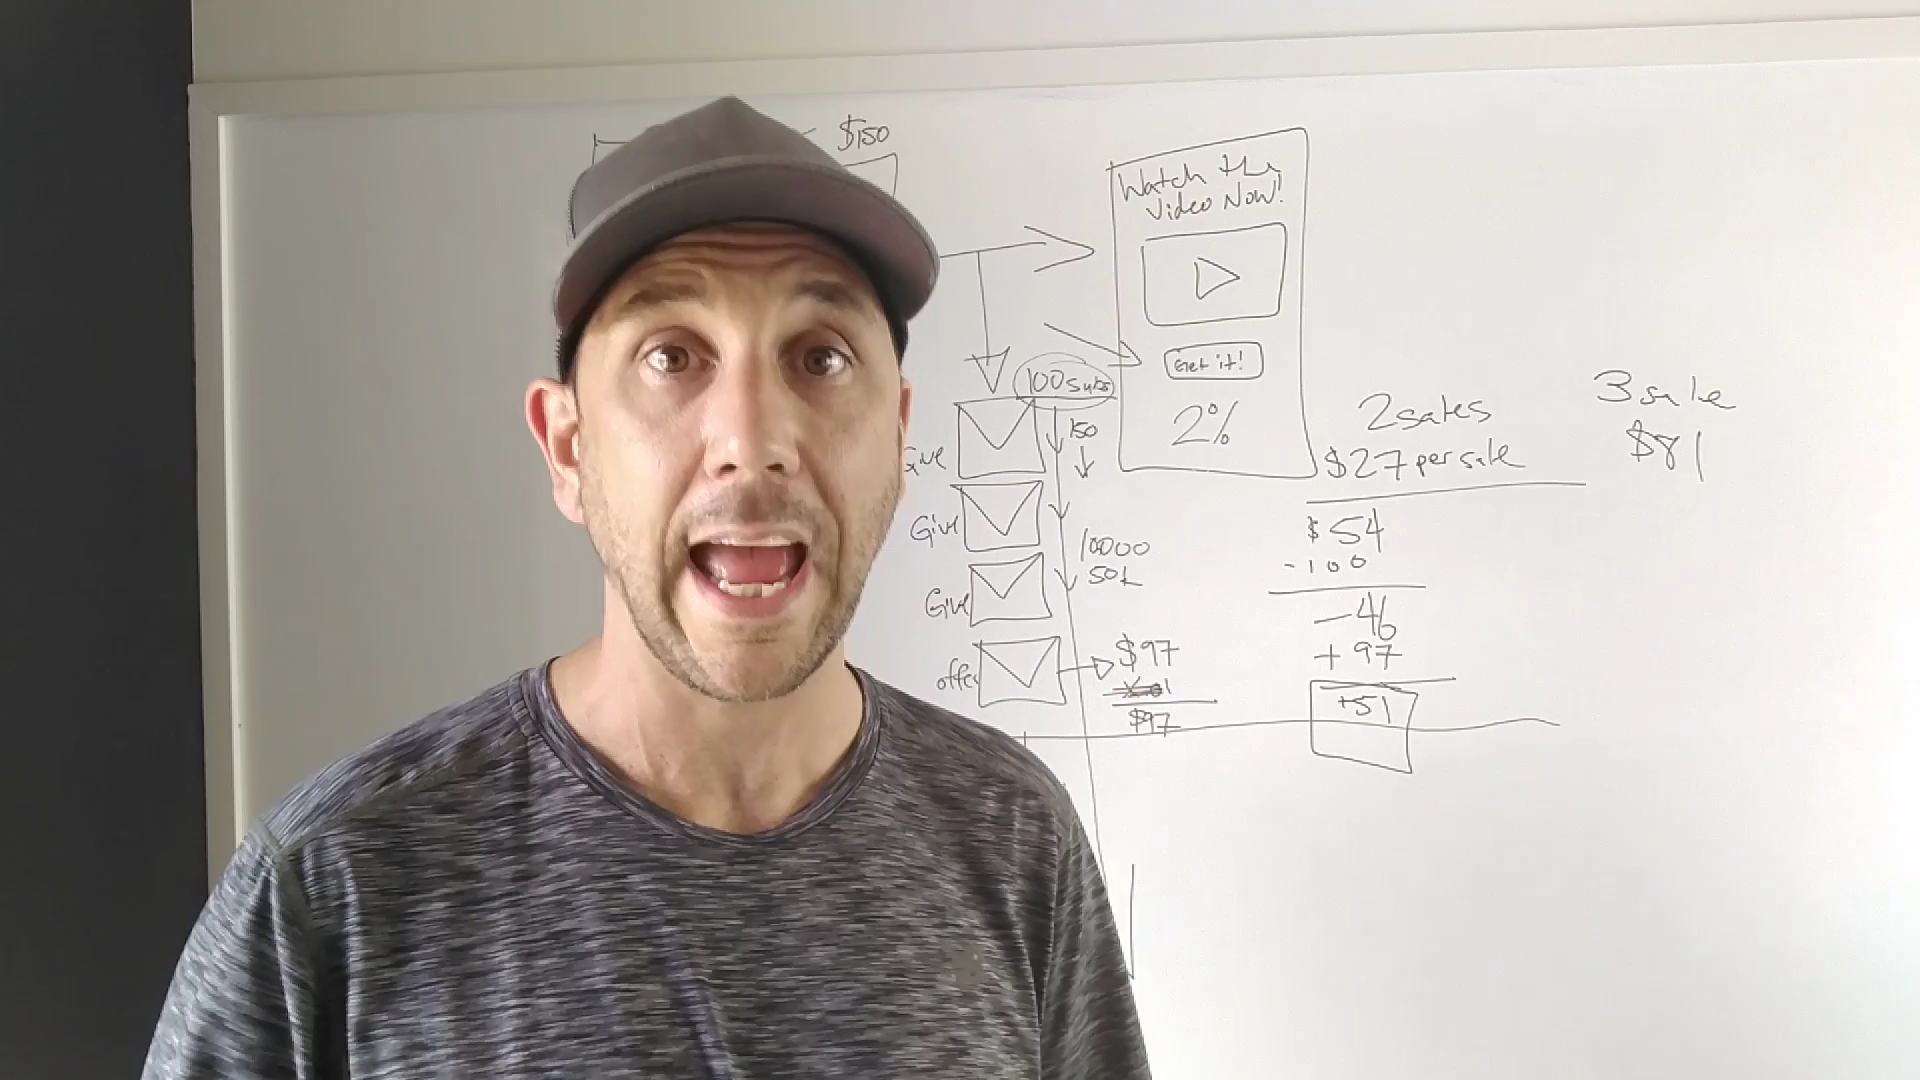 $150
Watch the
Video Now!
Get it!
2%
100 subs
150
Give
Give
Give
offer
10000
50k
$97
$97
2 sales
$27 per sale
$54
-100
-46
+ 97
+51
3 sale
$81